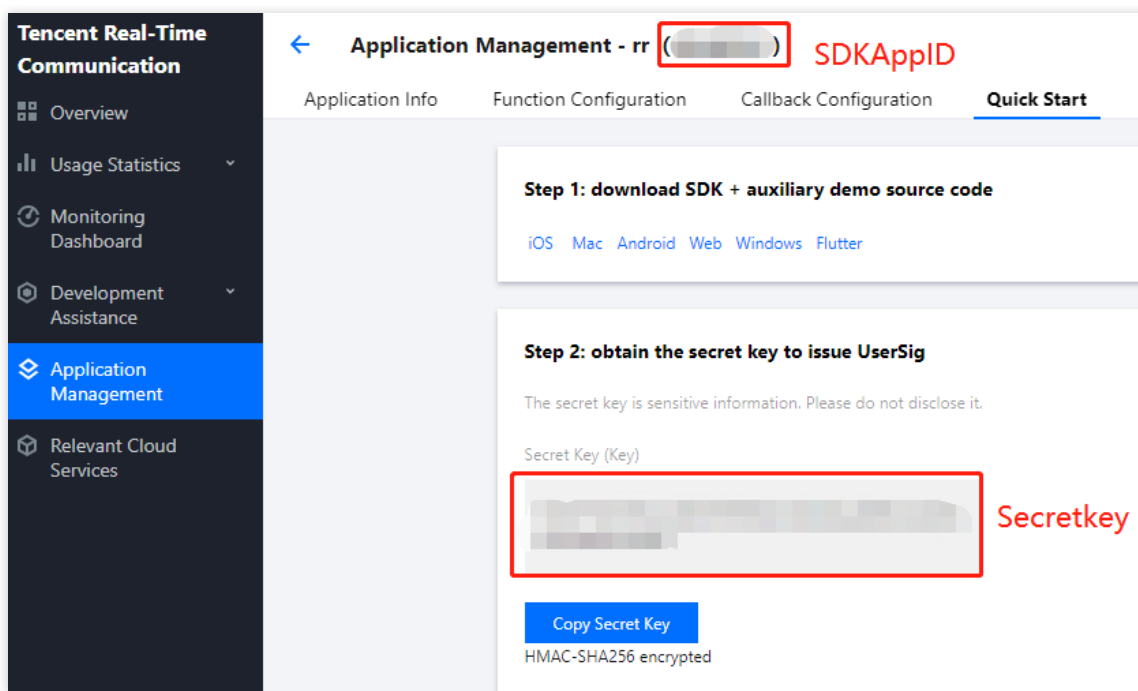 Tencent Real-Time
Communication
Overview
Usage Statistics
Monitoring
Dashboard
Development
Assistance
Application
Management
Relevant Cloud
Services
Application Management - rr ( )
SDKAppID
Application Info
Function Configuration
Callback Configuration
Quick Start
Step 1: download SDK + auxiliary demo source code
iOS Mac Android Web Windows Flutter
Step 2: obtain the secret key to issue UserSig
The secret key is sensitive information. Please do not disclose it.
Secret Key (Key)
Secretkey
Copy Secret Key
HMAC-SHA256 encrypted